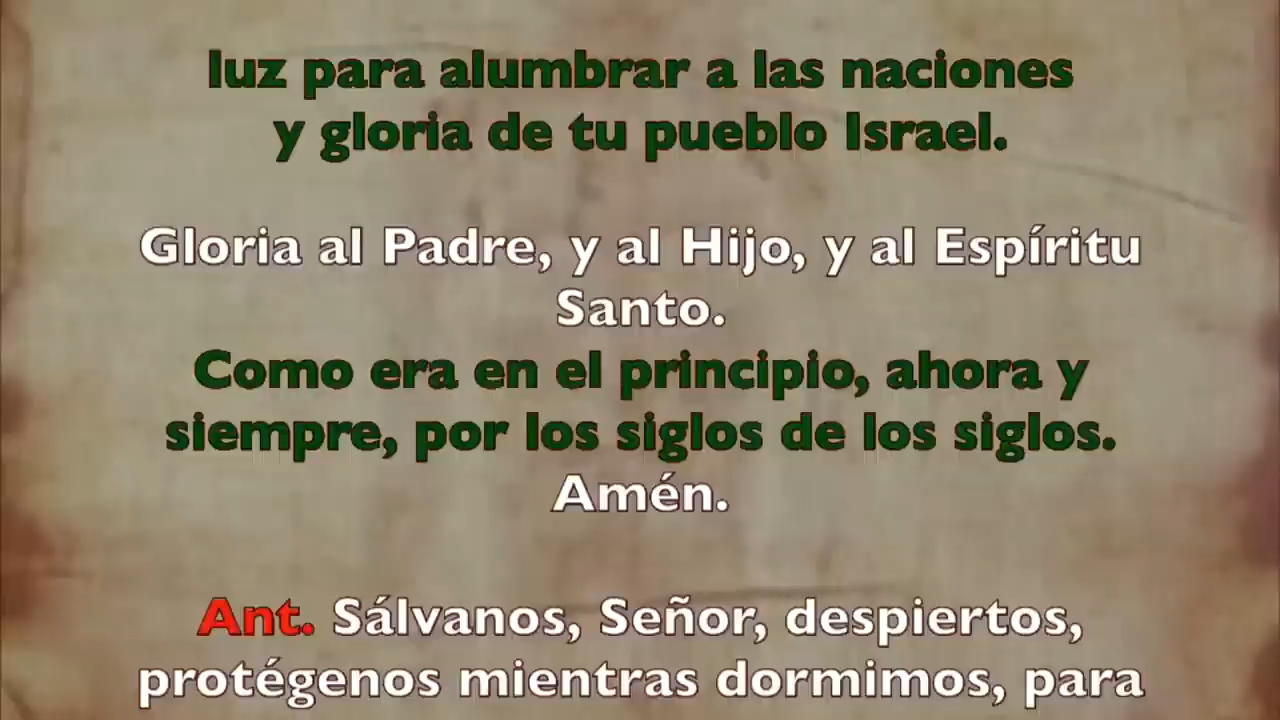 luz para alumbrar a las naciones
y gloria de tu pueblo Israel.
Gloria al Padre, y al Hijo, y al Espíritu
Santo.
Como era en el principio, ahora y
siempre, por los siglos de los siglos.
Amén.
Ant. Sálvanos, Señor, despiertos,
protégenos mientras dormimos, para